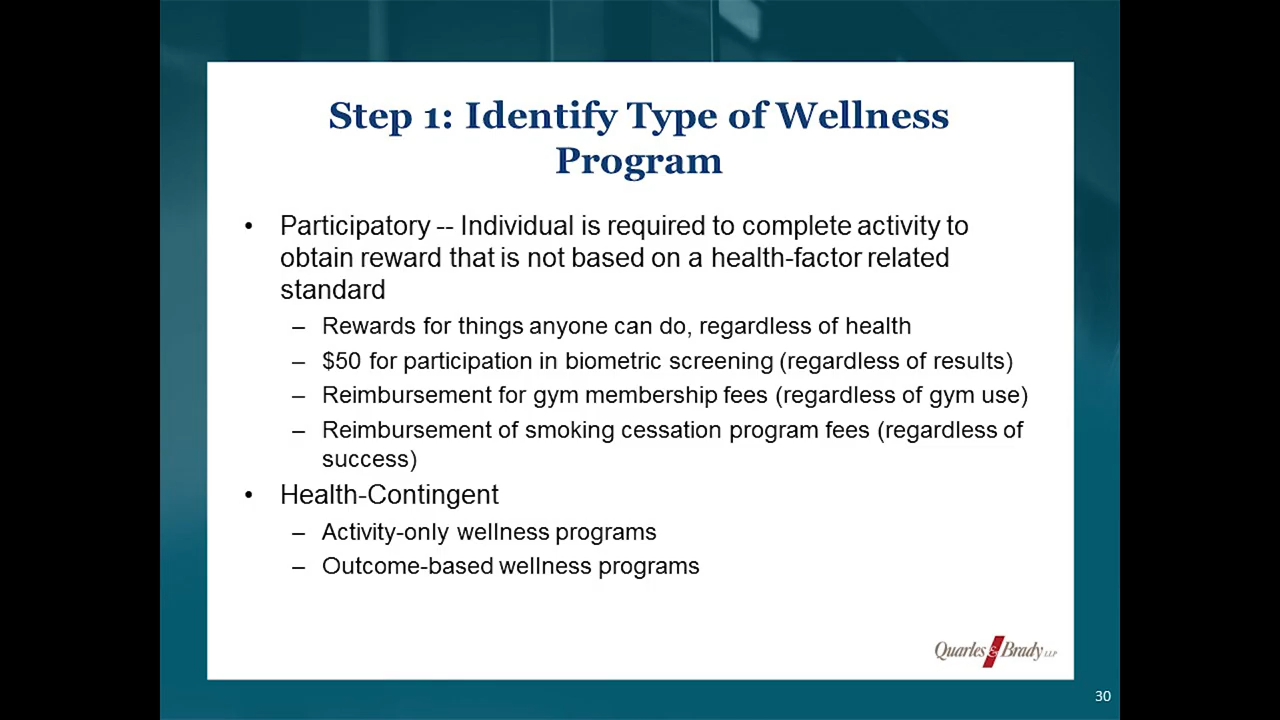 Step 1: Identify Type of Wellness
Program
• Participatory -- Individual is required to complete activity to
obtain reward that is not based on a health-factor related
standard
– Rewards for things anyone can do, regardless of health
– $50 for participation in biometric screening (regardless of results)
– Reimbursement for gym membership fees (regardless of gym use)
– Reimbursement of smoking cessation program fees (regardless of
success)
• Health-Contingent
– Activity-only wellness programs
– Outcome-based wellness programs
Quarles & Brady LLP
30